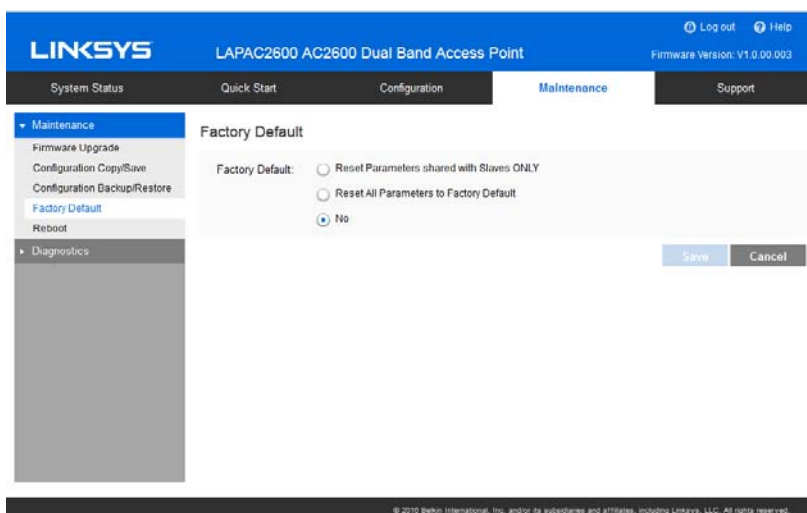 Log out Help
LINKSYS LAPAC2600 AC2600 Dual Band Access Point Firmware Version: V1.0.00.003
System Status Quick Start Configuration Maintenance Support
Maintenance
Firmware Upgrade
Configuration Copy/Save
Configuration Backup/Restore
Factory Default
Reboot
Diagnostics
Factory Default
Factory Default: Reset Parameters shared with Slaves ONLY
Reset All Parameters to Factory Default
No
Save Cancel
© 2016 Belkin International, Inc. and/or its subsidiaries and affiliates, including Linksys, LLC. All rights reserved.